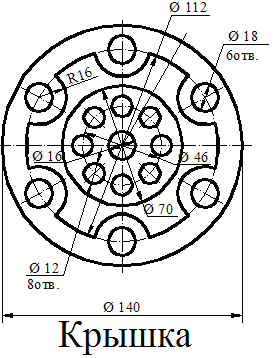 Ø 112
R16
Ø 18
6отв.
Ø 16
Ø 46
Ø 70
Ø 12
8отв.
Ø 140
Крышка